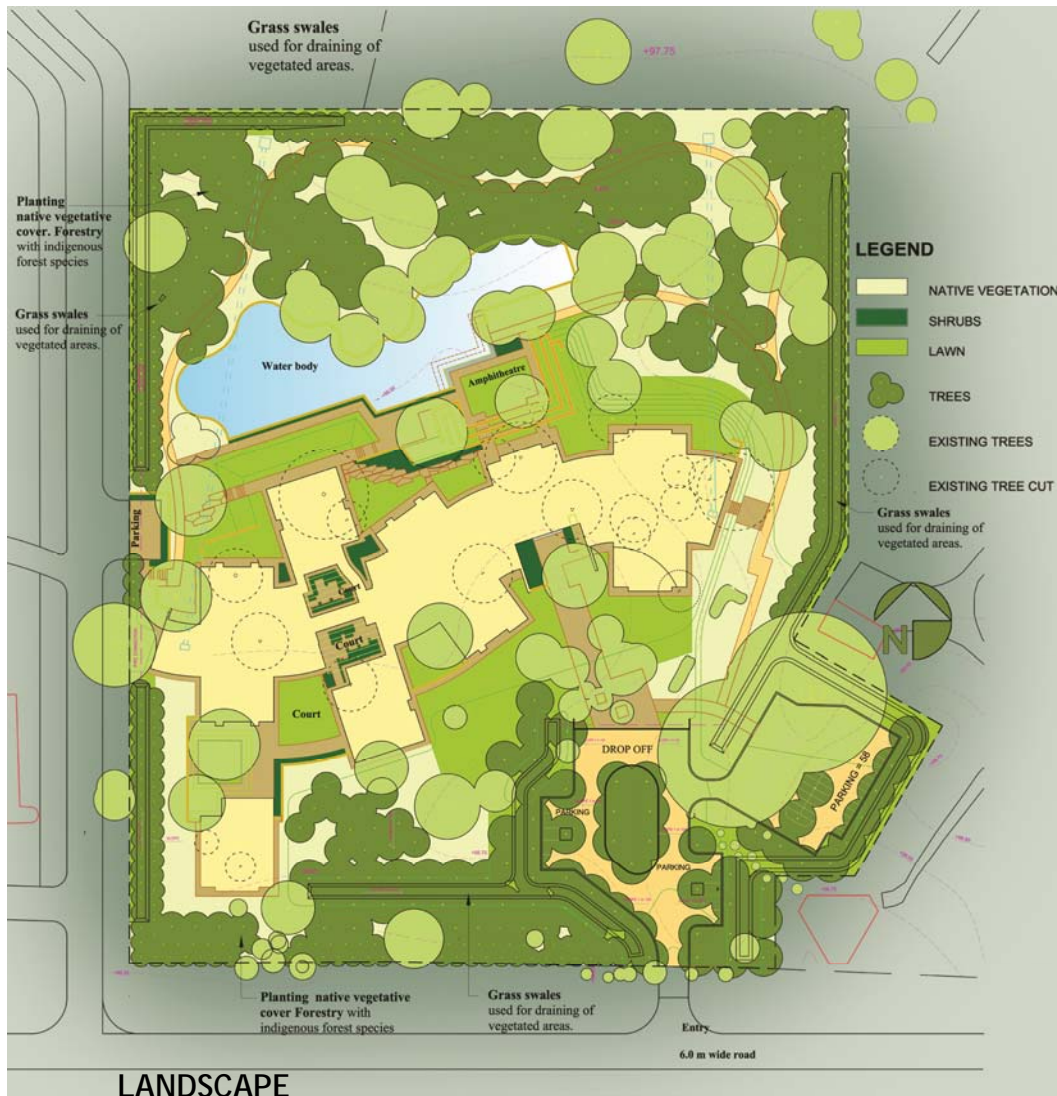 Grass swales
used for draining of
vegetated areas.
+97.75
Planting
native vegetative
cover. Forestry
with indigenous
forest species
Grass swales
used for draining of
vegetated areas.
LEGEND
NATIVE VEGETATION
SHRUBS
LAWN
TREES
EXISTING TREES
EXISTING TREE CUT
Water body
Amphitheatre
Grass swales
used for draining of
vegetated areas.
Parking
Court
Court
Court
N
DROP OFF
PARKING = 58
PARKING
PARKING
Planting native vegetative
cover Forestry with
indigenous forest species
Grass swales
used for draining of
vegetated areas.
Entry
6.0 m wide road
LANDSCAPE